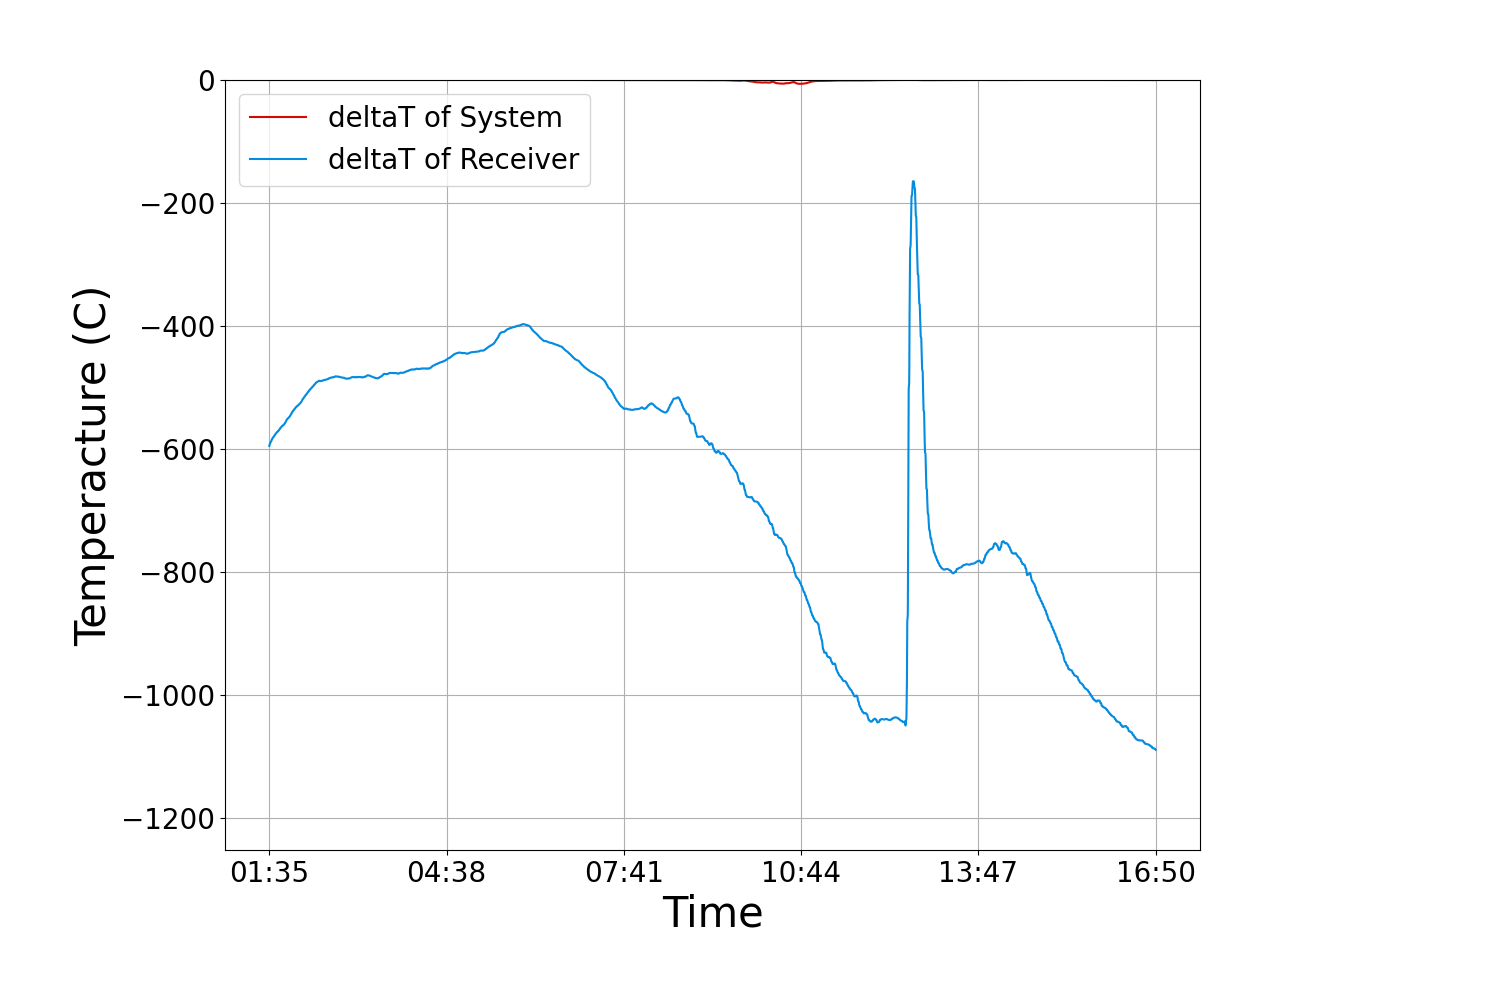 0
deltaT of System
deltaT of Receiver
−200
−400
−600
−800
−1000
−1200
Temperacture (C)
01:35 04:38 07:41 10:44 13:47 16:50
Time